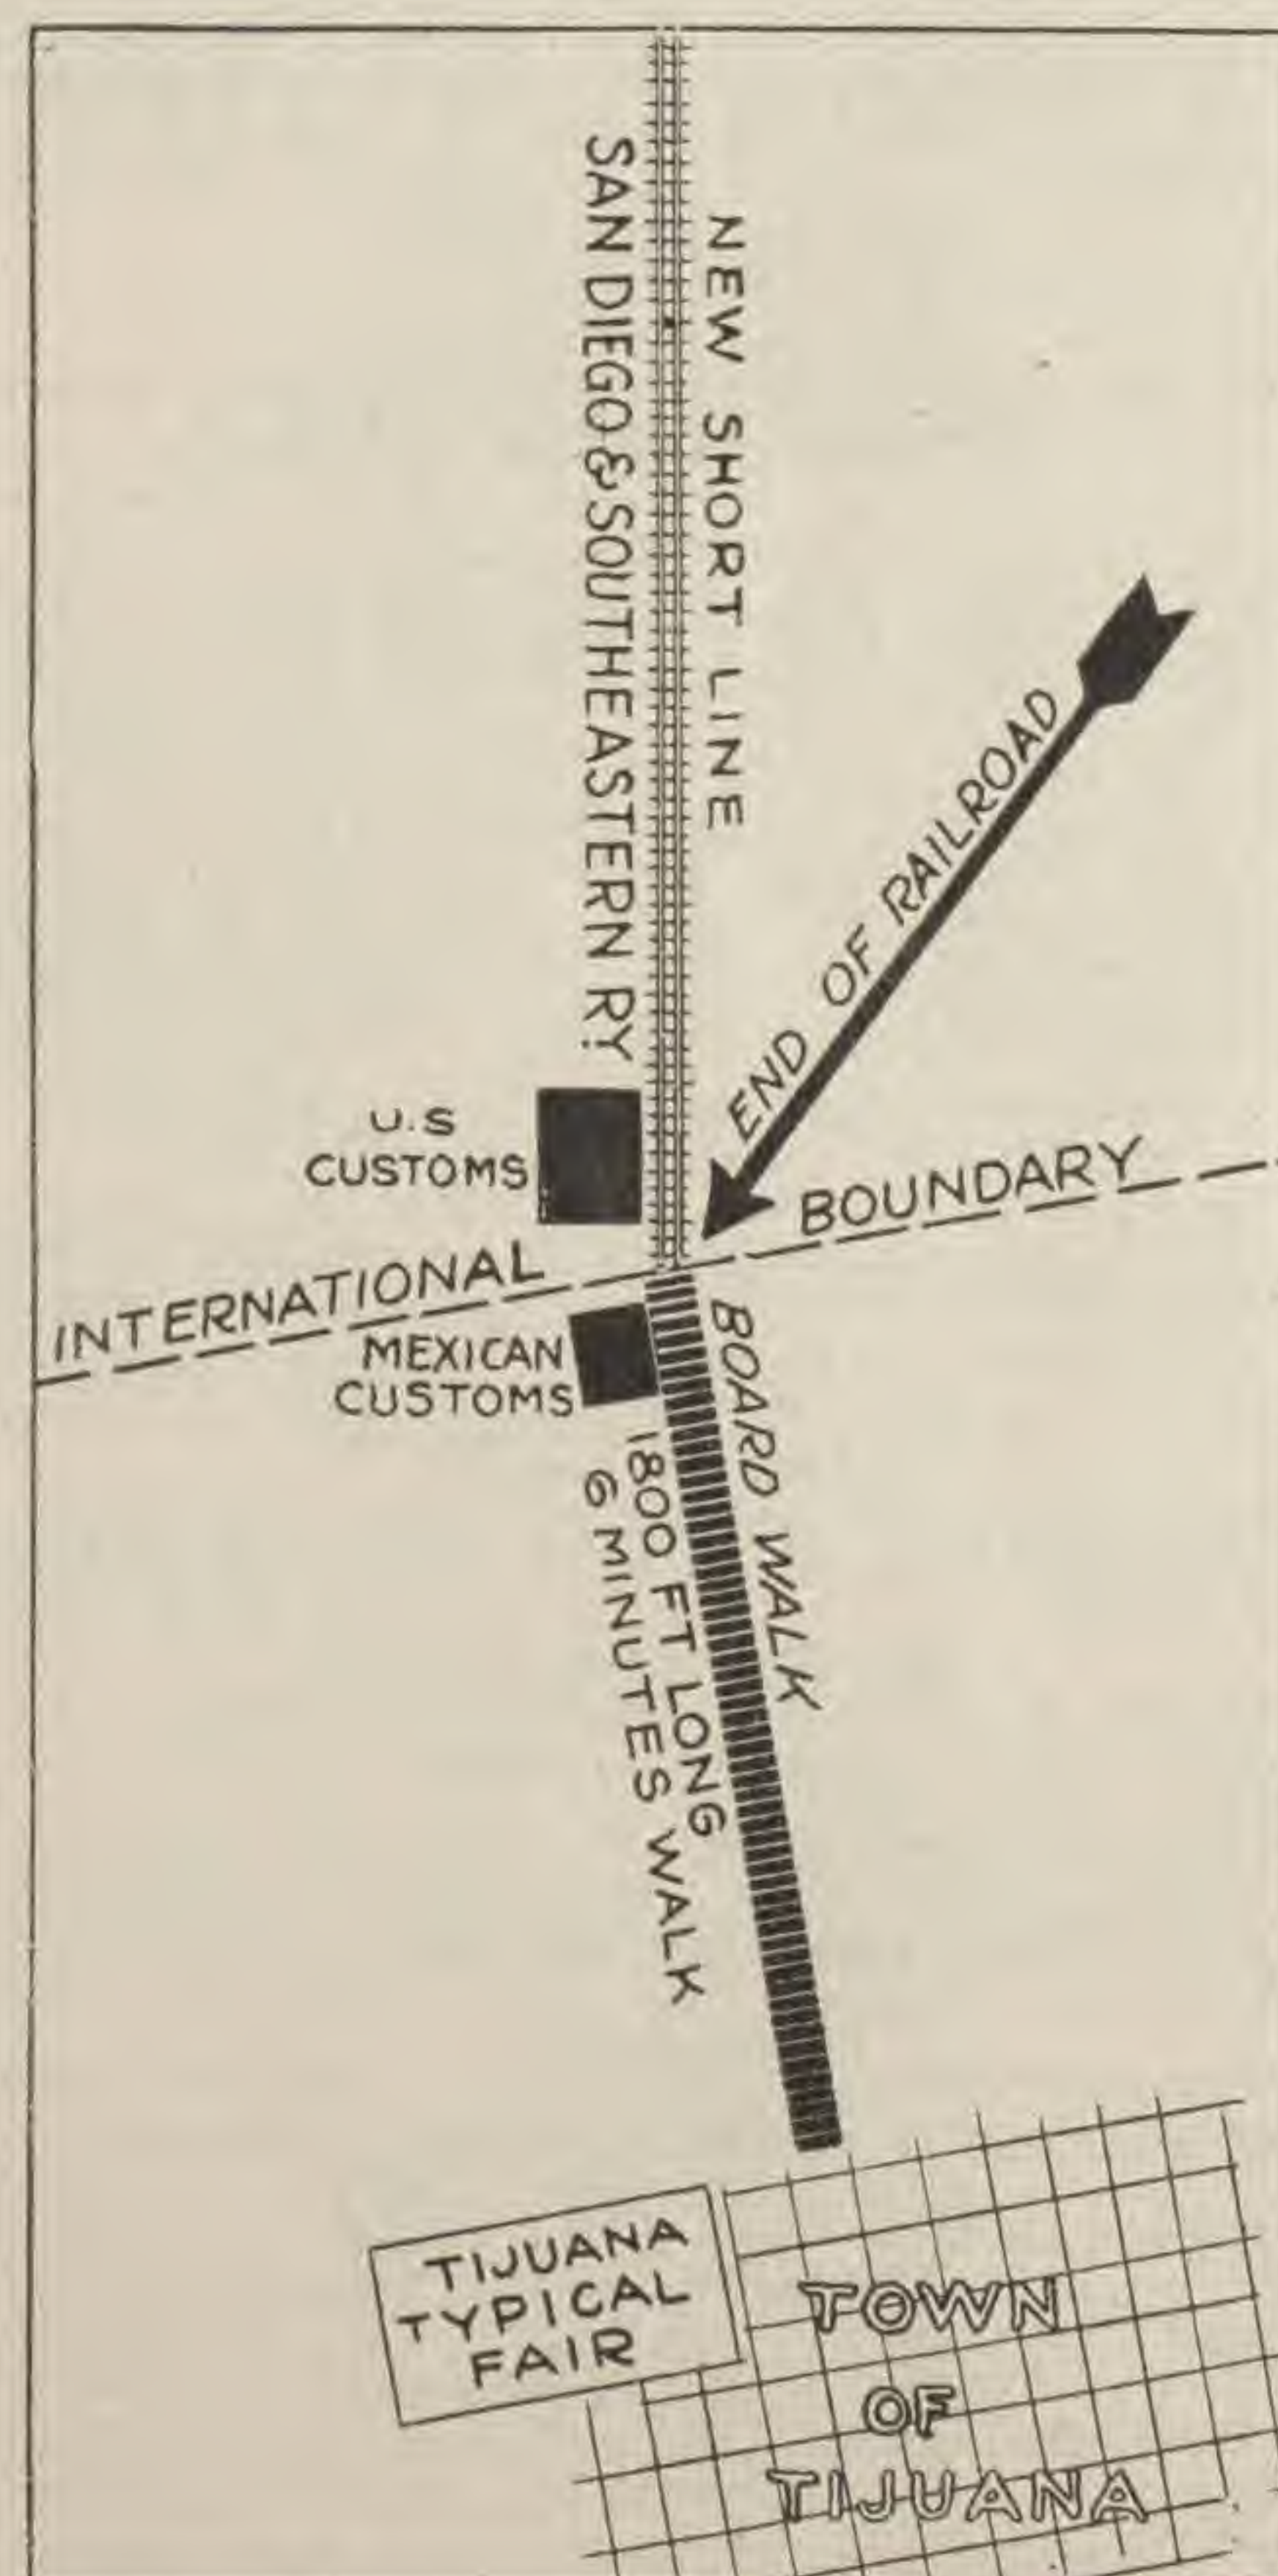 SAN DIEGO & SOUTHEASTERN RY.
NEW SHORT LINE
END OF RAILROAD
U.S
CUSTOMS
INTERNATIONAL BOUNDARY
MEXICAN
CUSTOMS
BOARD WALK
1800 FT LONG
6 MINUTES WALK
TIJUANA
TYPICAL
FAIR
TOWN
OF
TIJUANA